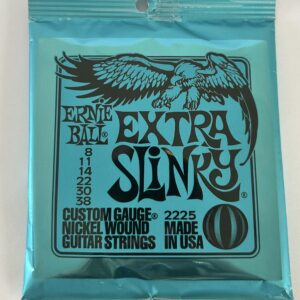 ERNIE
BALL®
EXTRA
SLINKY
8
11
14
22
30
38
CUSTOM GAUGE®
NICKEL WOUND
GUITAR STRINGS
2225
MADE
IN USA